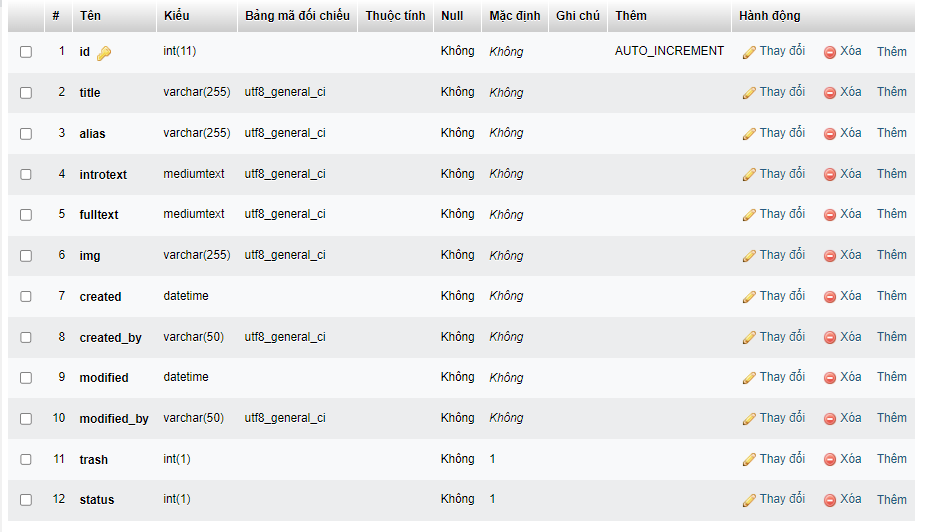 # Tên Kiểu Bảng mã đối chiếu Thuộc tính Null Mặc định Ghi chú Thêm Hành động
1 id int(11) Không Không AUTO_INCREMENT Thay đổi Xóa Thêm
2 title varchar(255) utf8_general_ci Không Không Thay đổi Xóa Thêm
3 alias varchar(255) utf8_general_ci Không Không Thay đổi Xóa Thêm
4 introtext mediumtext utf8_general_ci Không Không Thay đổi Xóa Thêm
5 fulltext mediumtext utf8_general_ci Không Không Thay đổi Xóa Thêm
6 img varchar(255) utf8_general_ci Không Không Thay đổi Xóa Thêm
7 created datetime Không Không Thay đổi Xóa Thêm
8 created_by varchar(50) utf8_general_ci Không Không Thay đổi Xóa Thêm
9 modified datetime Không Không Thay đổi Xóa Thêm
10 modified_by varchar(50) utf8_general_ci Không Không Thay đổi Xóa Thêm
11 trash int(1) Không 1 Thay đổi Xóa Thêm
12 status int(1) Không 1 Thay đổi Xóa Thêm